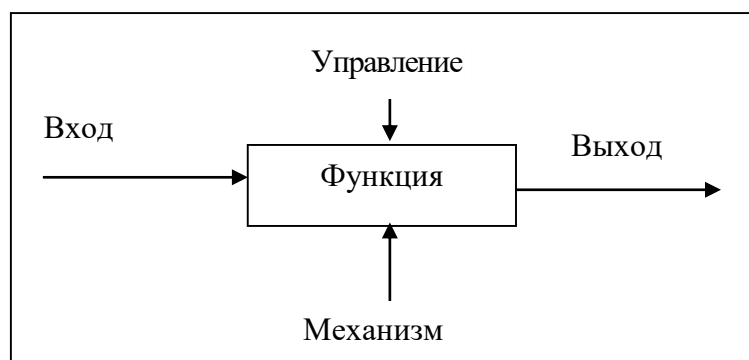 Управление
Вход
Выход
Функция
Механизм